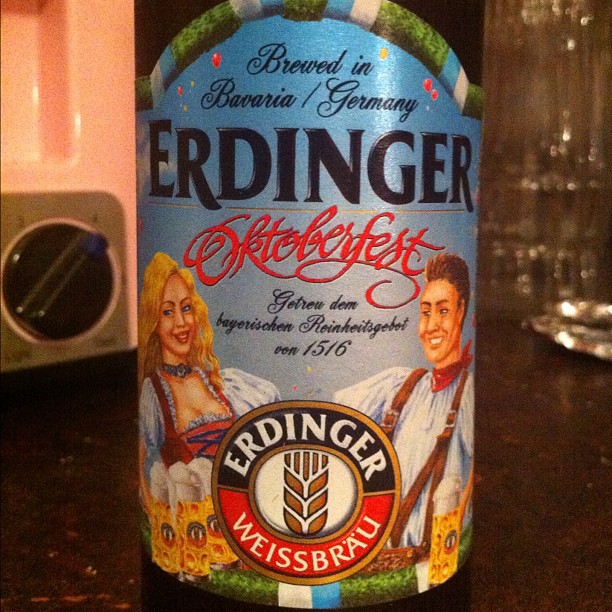 Brewed in
Bavaria / Germany
ERDINGER
Oktoberfest
Getreu dem
bayerischen Reinheitsgebot
von 1516
ERDINGER
WEISSBRÄU